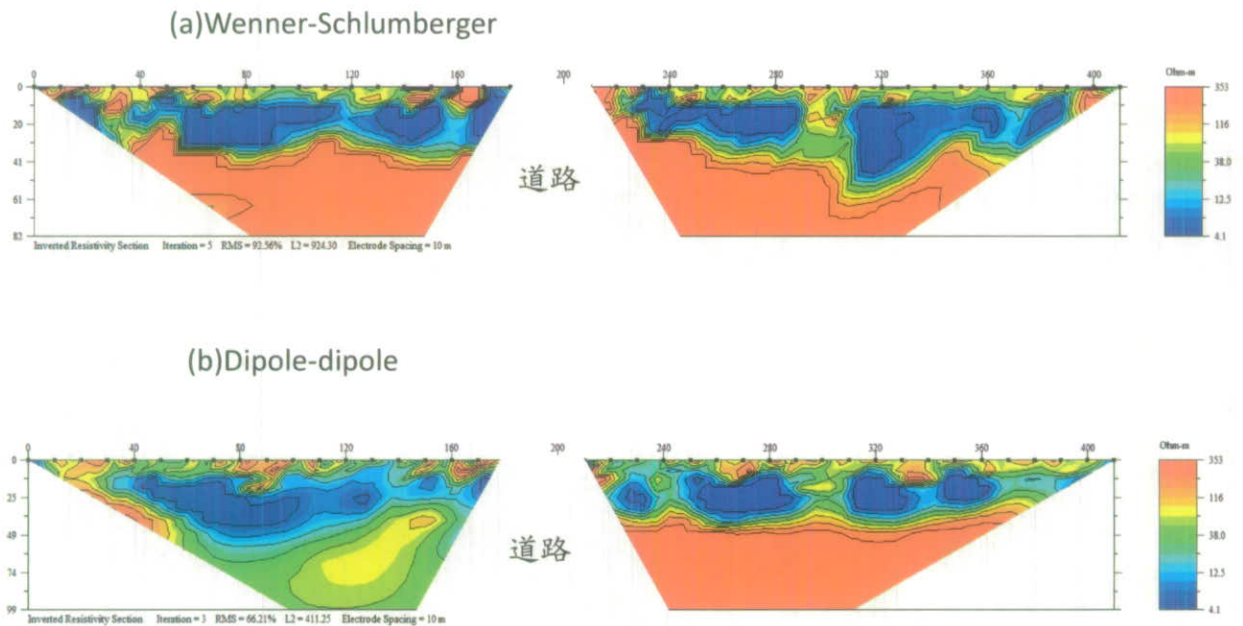 (a)Wenner-Schlumberger
0 40 80 120 160 200 240 280 320 360 400
Ohm-m
0
20
41
61
82
353
116
38.0
12.5
4.1
道路
Inverted Resistivity Section Iteration = 5 RMS = 92.56% L2 = 924.30 Electrode Spacing = 10 m
(b)Dipole-dipole
0 40 80 120 160 200 240 280 320 360 400
Ohm-m
0
25
49
74
99
353
116
38.0
12.5
4.1
道路
Inverted Resistivity Section Iteration = 3 RMS = 66.21% L2 = 411.25 Electrode Spacing = 10 m